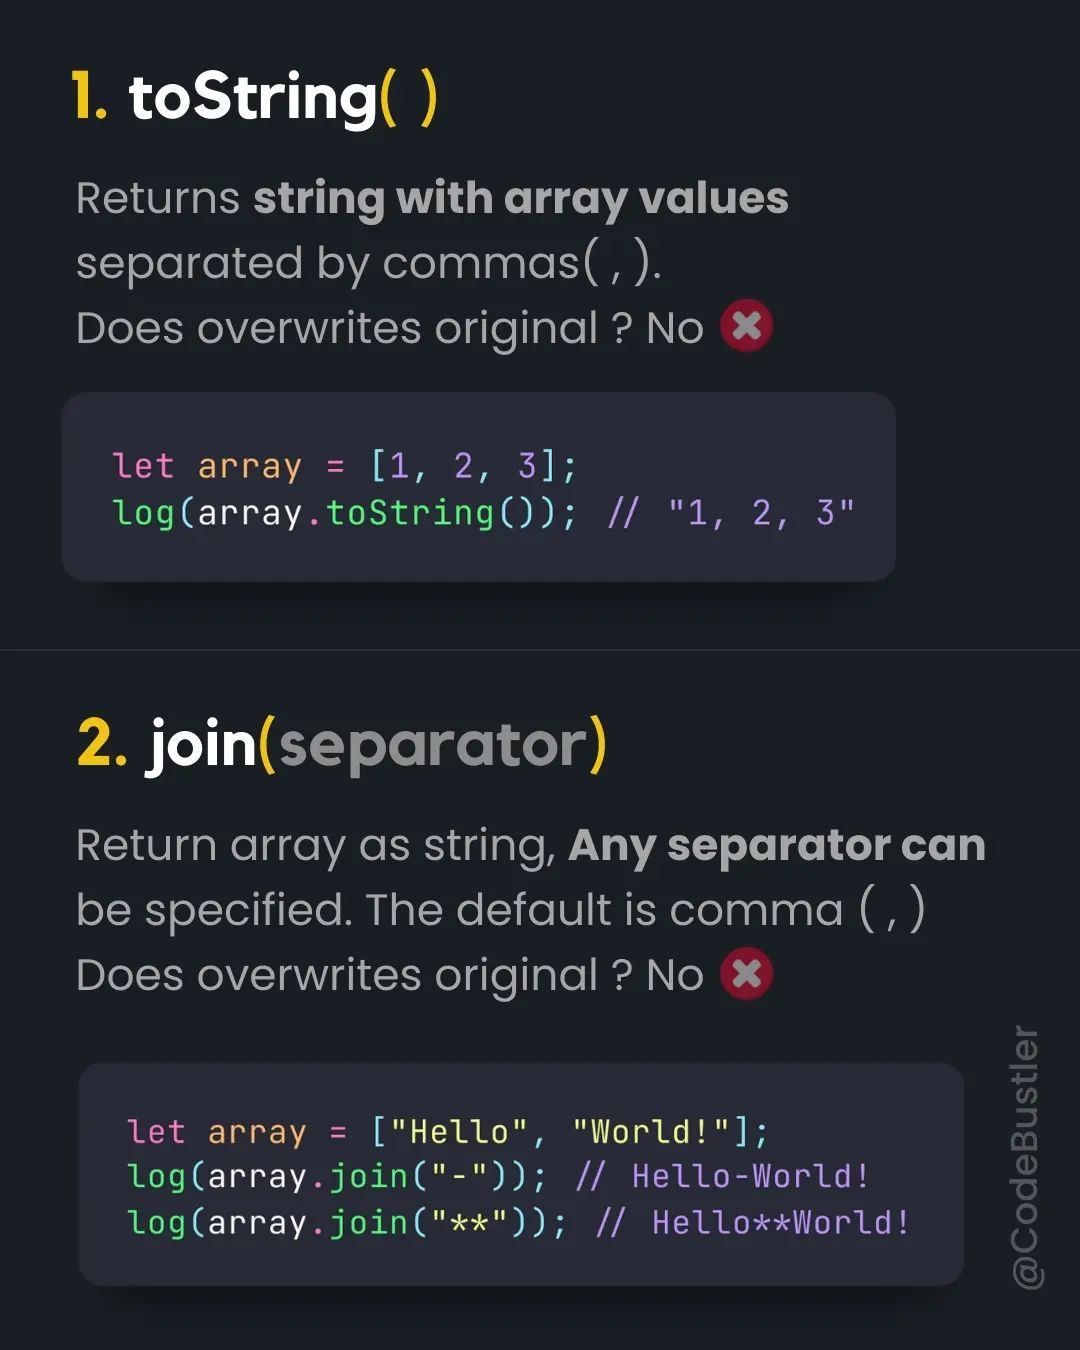 1. toString( )
Returns string with array values
separated by commas( , ).
Does overwrites original ? No
let array = [1, 2, 3];
log(array.toString()); // "1, 2, 3"
2. join(separator)
Return array as string, Any separator can
be specified. The default is comma ( , )
Does overwrites original ? No
let array = ["Hello", "World!"];
log(array.join("-")); // Hello-World!
log(array.join("**")); // Hello**World!
@CodeBustler